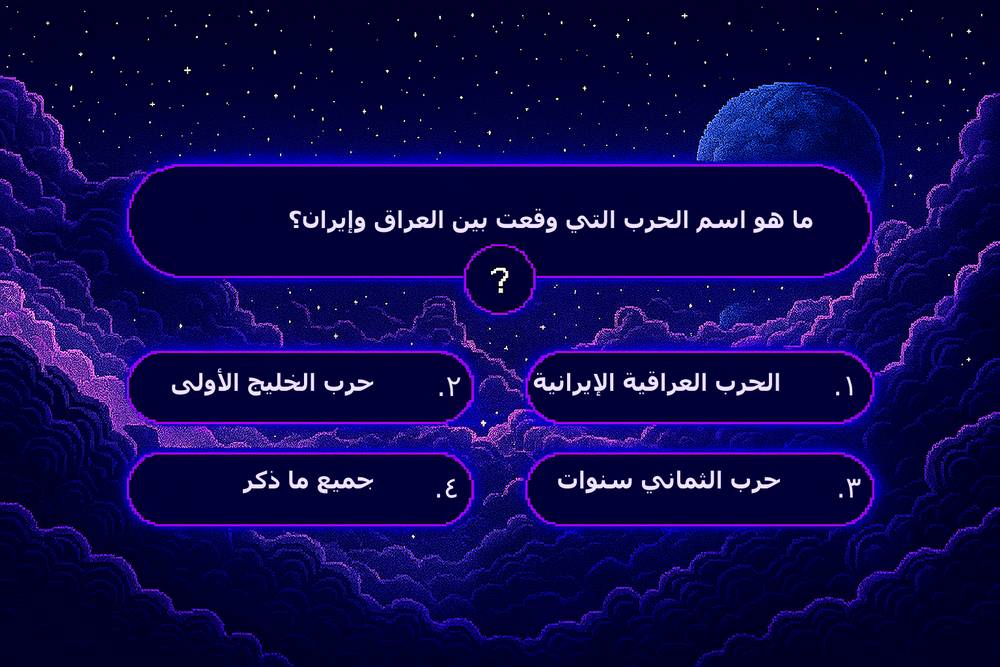 ما هو اسم الحرب التي وقعت بين العراق وإيران؟
?
١. الحرب العراقية الإيرانية
٢. حرب الخليج الأولى
٣. حرب الثماني سنوات
٤. جميع ما ذكر